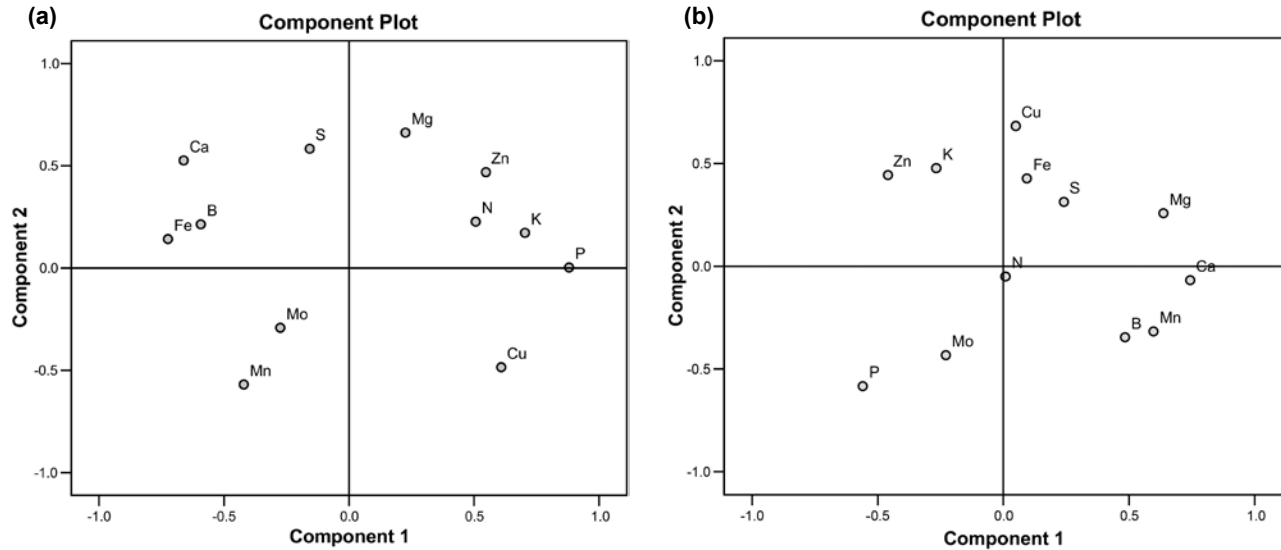 (a)
Component Plot
Component 2
1.0
0.5
0.0
-0.5
-1.0
Ca
S
Mg
Zn
B
Fe
N
K
P
Mo
Mn
Cu
-1.0 -0.5 0.0 0.5 1.0
Component 1
(b)
Component Plot
Component 2
1.0
0.5
0.0
-0.5
-1.0
Cu
Zn
K
Fe
S
Mg
N
Ca
B
Mn
Mo
P
-1.0 -0.5 0.0 0.5 1.0
Component 1